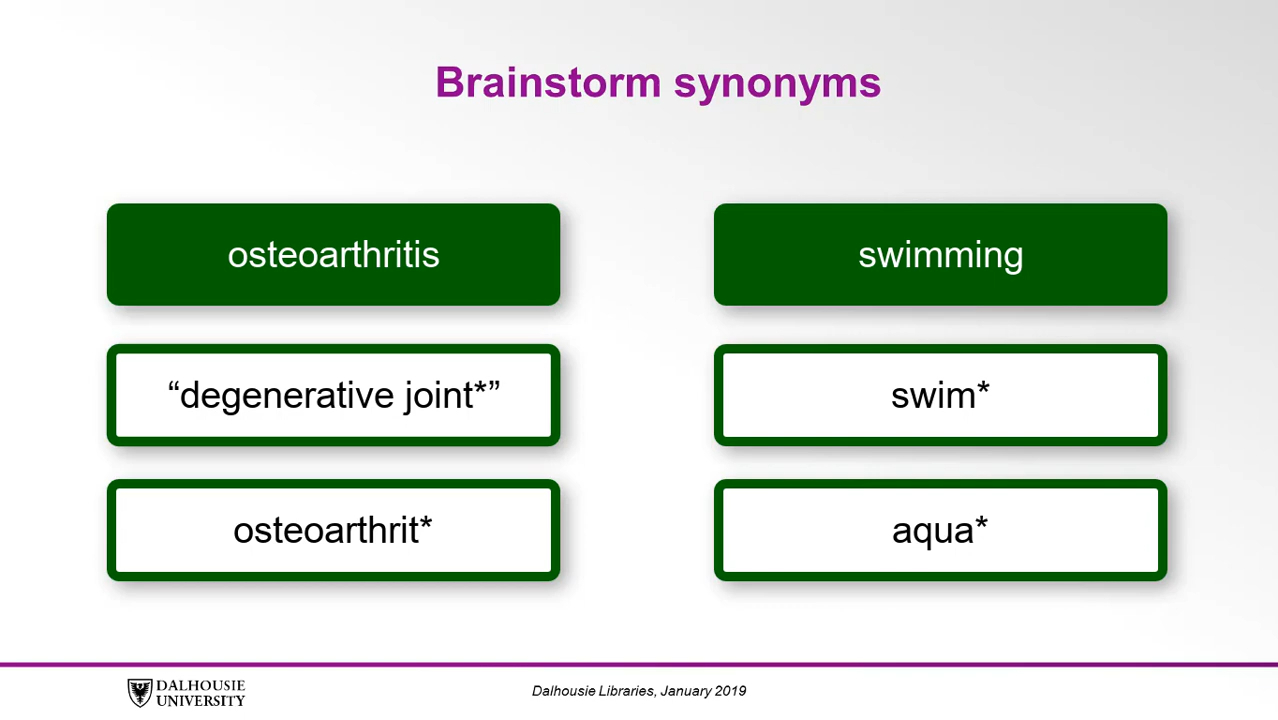 Brainstorm synonyms
osteoarthritis
swimming
“degenerative joint*”
swim*
osteoarthrit*
aqua*
DALHOUSIE
UNIVERSITY
Dalhousie Libraries, January 2019